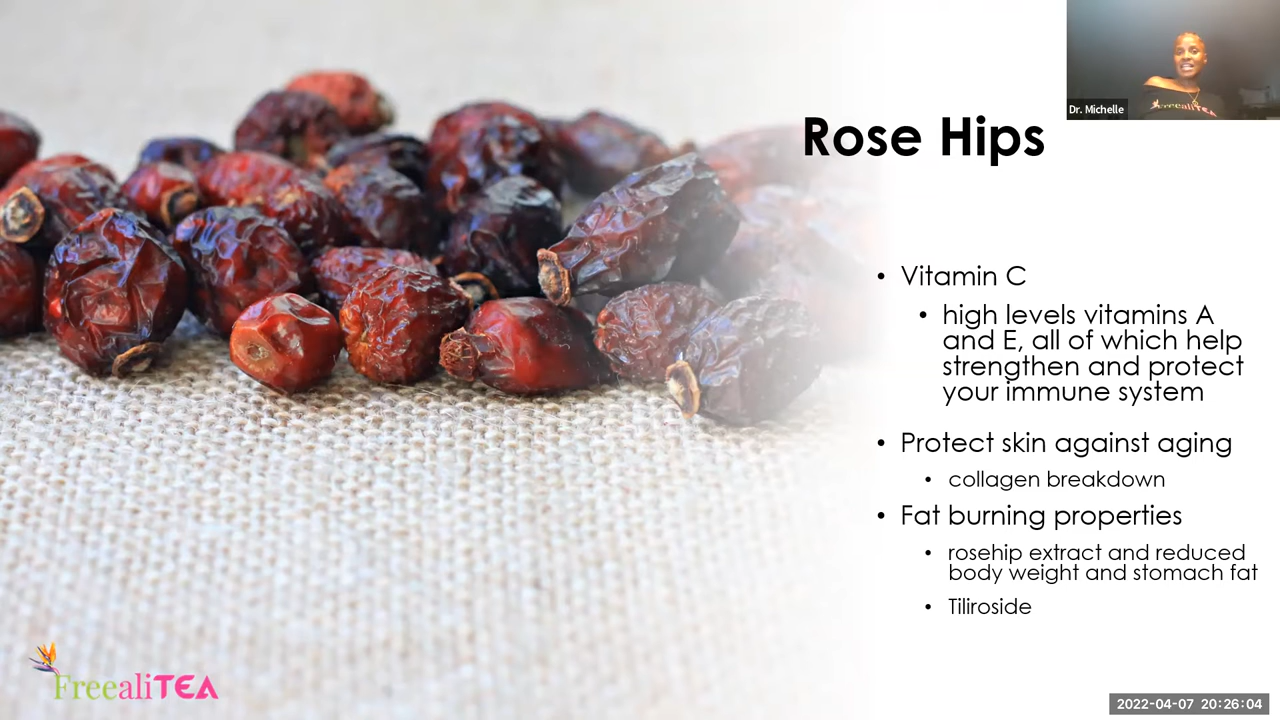 Dr. Michelle
Rose Hips
• Vitamin C
• high levels vitamins A
and E, all of which help
strengthen and protect
your immune system
• Protect skin against aging
• collagen breakdown
• Fat burning properties
• rosehip extract and reduced
body weight and stomach fat
• Tiliroside
FreealiTEA
FreealiTEA
2022-04-07 20:26:04